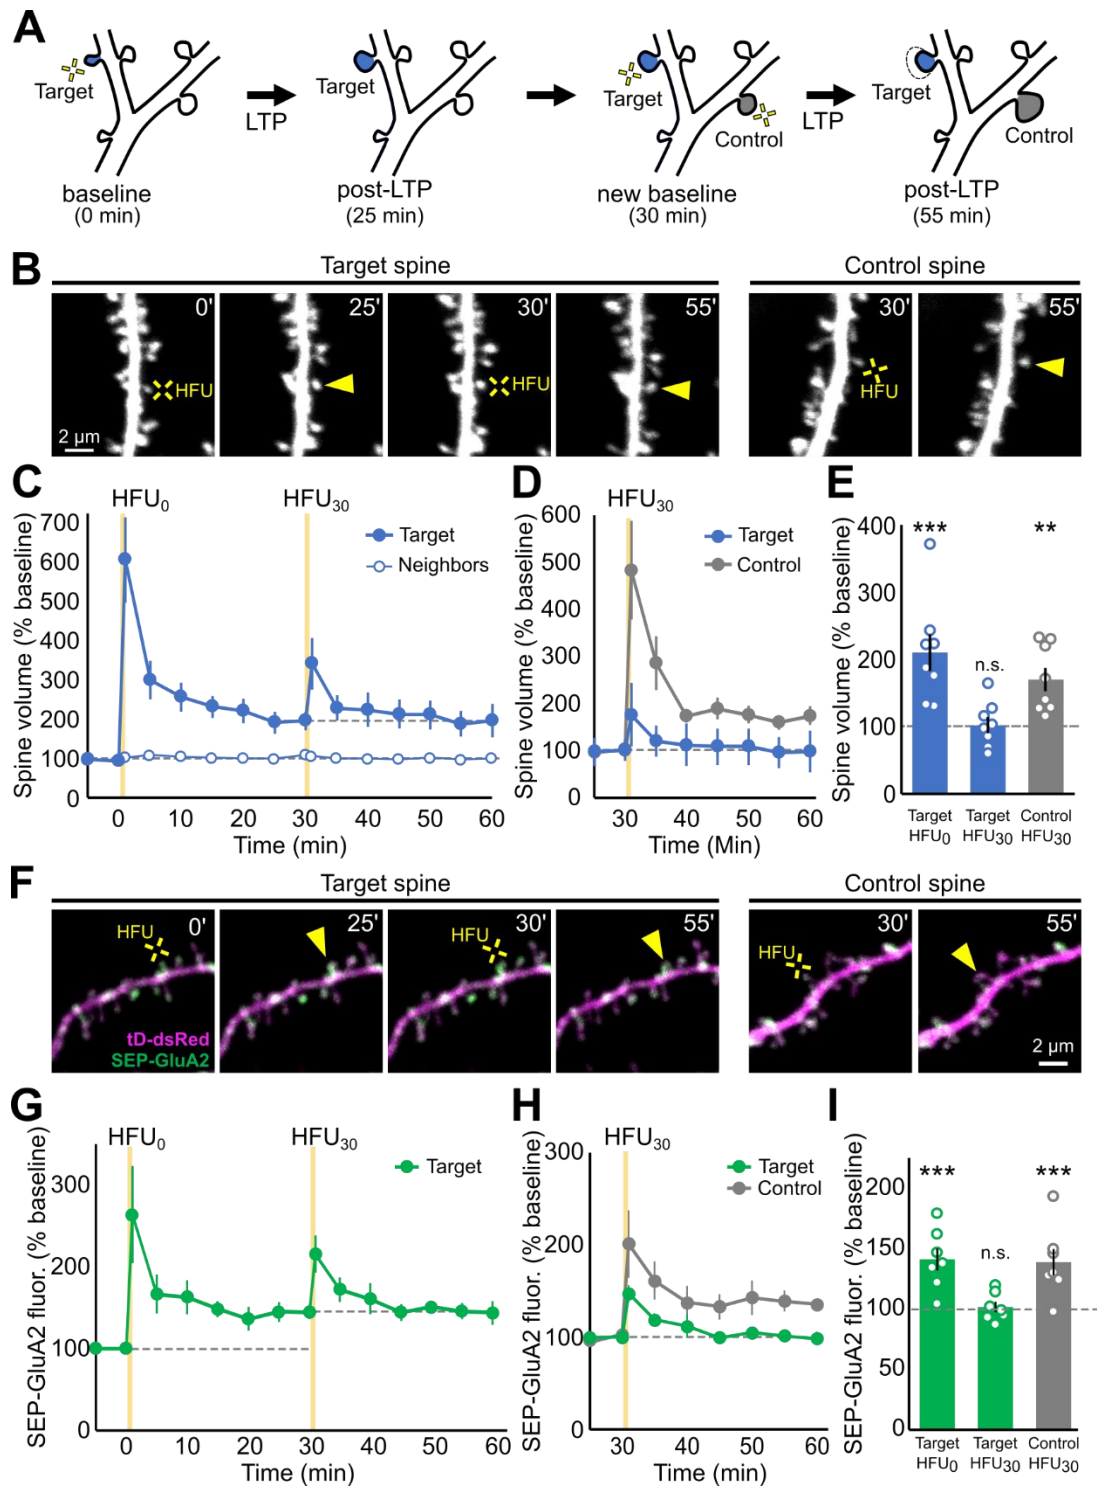 A
Target
LTP
Target
Target
Control
LTP
Target
Control
baseline
(0 min)
post-LTP
(25 min)
new baseline
(30 min)
post-LTP
(55 min)
B
Target spine
Control spine
0'
HFU
2 µm
25'
30'
HFU
55'
30'
HFU
55'
C
HFU0
HFU30
Target
Neighbors
Spine volume (% baseline)
700
600
500
400
300
200
100
0
0 10 20 30 40 50 60
Time (min)
D
HFU30
Target
Control
Spine volume (% baseline)
600
500
400
300
200
100
0
30 40 50 60
Time (Min)
E
Spine volume (% baseline)
400
300
200
100
0
***
n.s.
**
Target
HFU0
Target
HFU30
Control
HFU30
F
Target spine
Control spine
0'
HFU
tD-dsRed
SEP-GluA2
25'
30'
HFU
55'
30'
HFU
55'
2 µm
G
HFU0
HFU30
Target
SEP-GluA2 fluor. (% baseline)
300
200
100
0
0 10 20 30 40 50 60
Time (min)
H
HFU30
Target
Control
SEP-GluA2 fluor. (% baseline)
300
200
100
0
30 40 50 60
Time (min)
I
SEP-GluA2 fluor. (% baseline)
200
150
100
50
0
***
n.s.
***
Target
HFU0
Target
HFU30
Control
HFU30